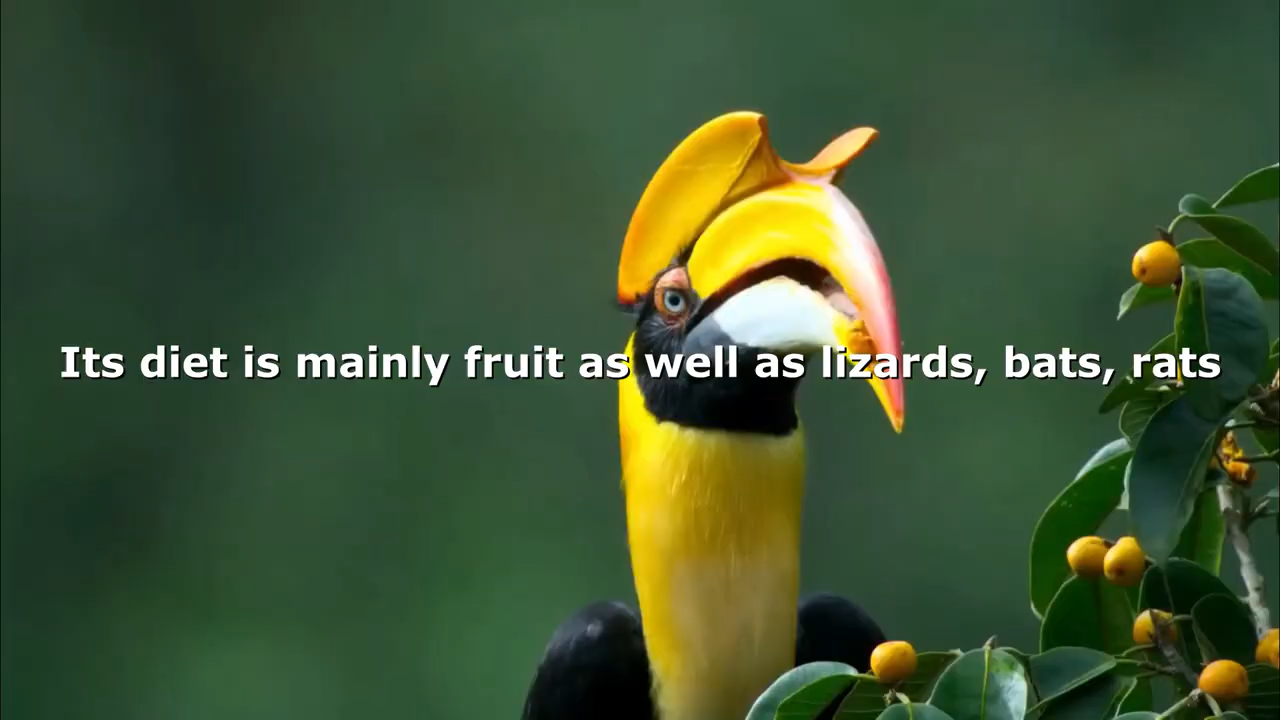 Its diet is mainly fruit as well as lizards, bats, rats